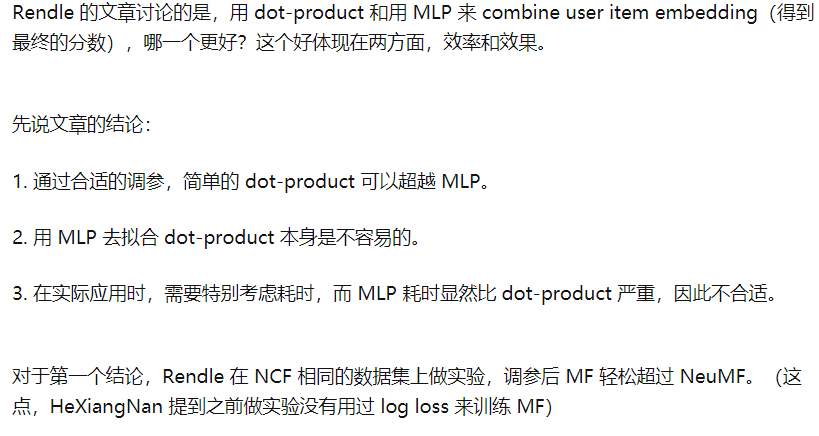 Rendle 的文章讨论的是，用 dot-product 和用 MLP 来 combine user item embedding（得到
最终的分数），哪一个更好？这个好体现在两方面，效率和效果。
先说文章的结论：
1. 通过合适的调参，简单的 dot-product 可以超越 MLP。
2. 用 MLP 去拟合 dot-product 本身是不容易的。
3. 在实际应用时，需要特别考虑耗时，而 MLP 耗时显然比 dot-product 严重，因此不合适。
对于第一个结论，Rendle 在 NCF 相同的数据集上做实验，调参后 MF 轻松超过 NeuMF。（这
点，HeXiangNan 提到之前做实验没有用过 log loss 来训练 MF）